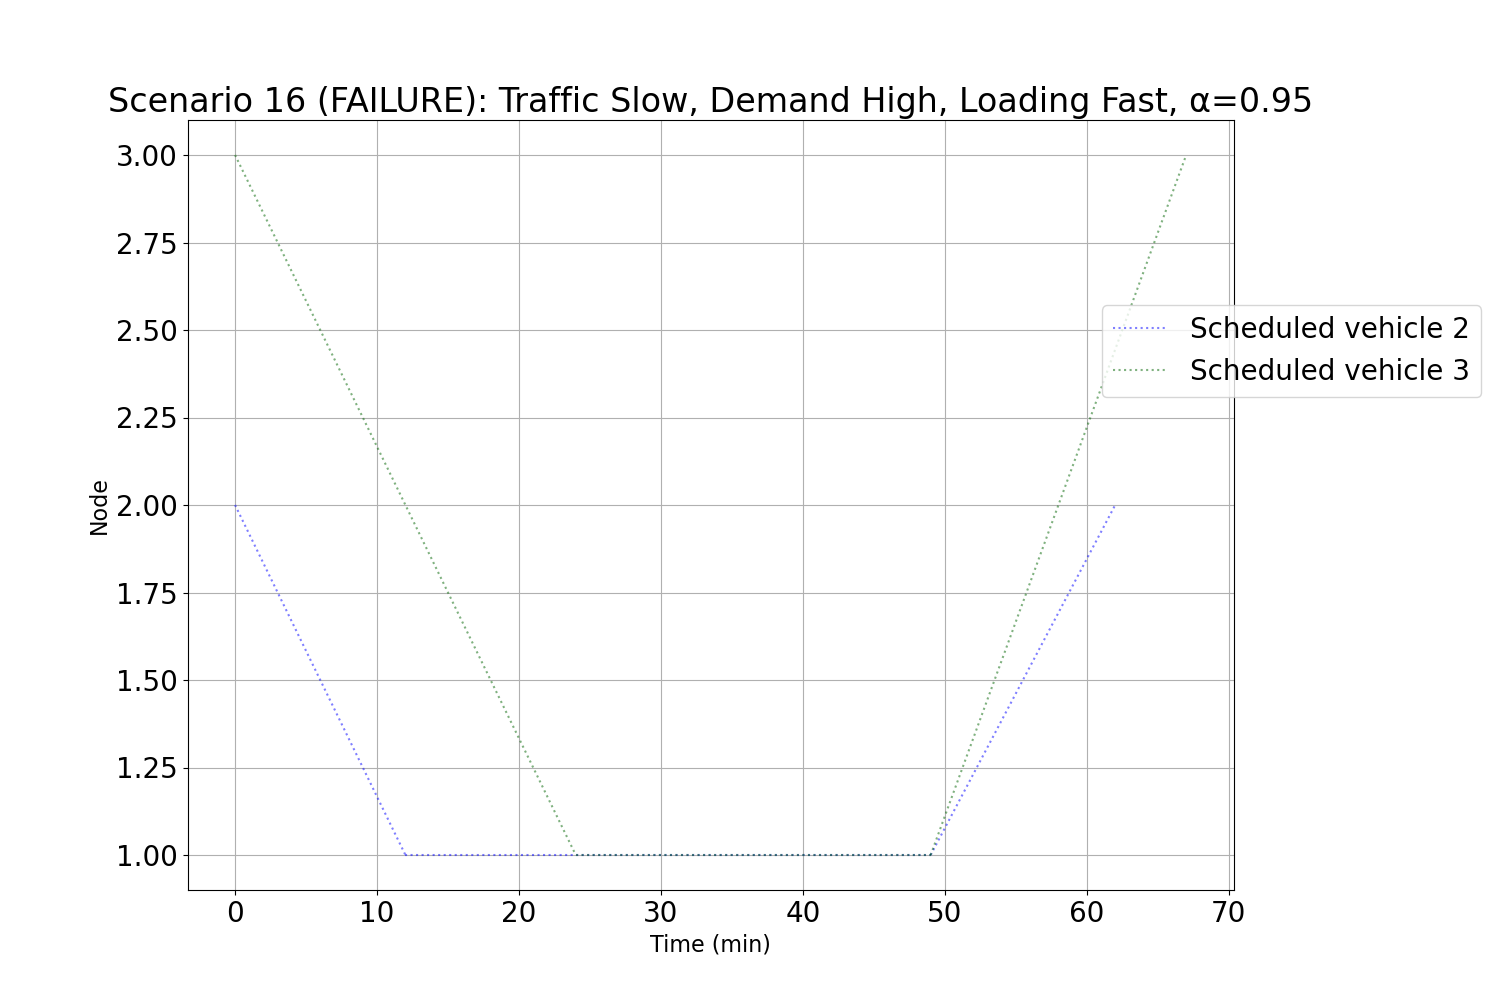 Scenario 16 (FAILURE): Traffic Slow, Demand High, Loading Fast, α=0.95
3.00
2.75
2.50
2.25
2.00
1.75
1.50
1.25
1.00
Node
Scheduled vehicle 2
Scheduled vehicle 3
0 10 20 30 40 50 60 70
Time (min)